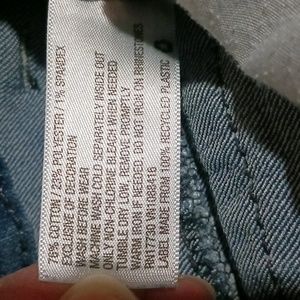 76% COTTON / 23% POLYESTER / 1% SPANDEX
EXCLUSIVE OF DECORATION
WASH BEFORE WEAR
MACHINE WASH COLD SEPARATELY INSIDE OUT
ONLY NON-CHLORINE BLEACH WHEN NEEDED
TUMBLE DRY LOW, REMOVE PROMPTLY
WARM IRON IF NEEDED. DO NOT IRON ON RHINESTONES
RN17730 VR#1088416
LABEL MADE FROM 100% RECYCLED PLASTIC